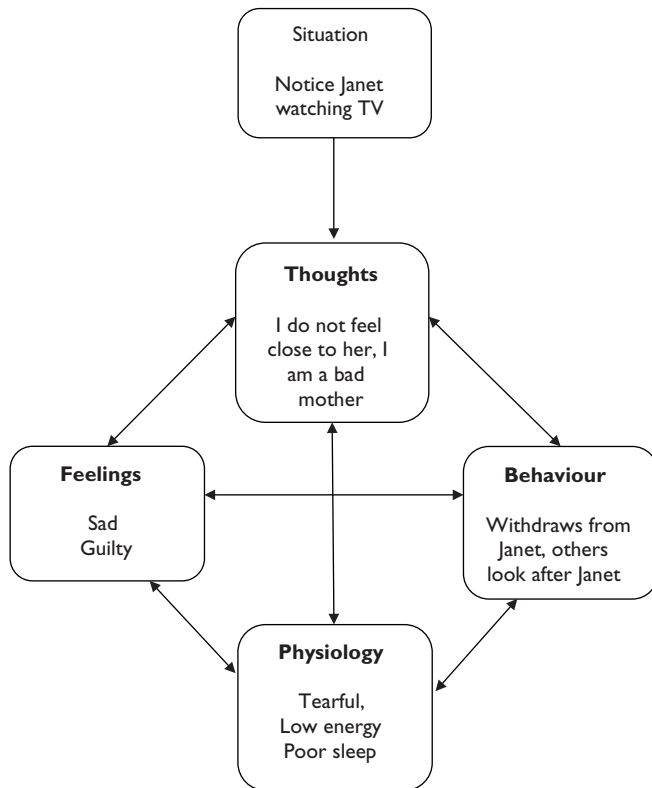 Situation
Notice Janet
watching TV
Thoughts
I do not feel
close to her, I
am a bad
mother
Feelings
Sad
Guilty
Behaviour
Withdraws from
Janet, others
look after Janet
Physiology
Tearful,
Low energy
Poor sleep